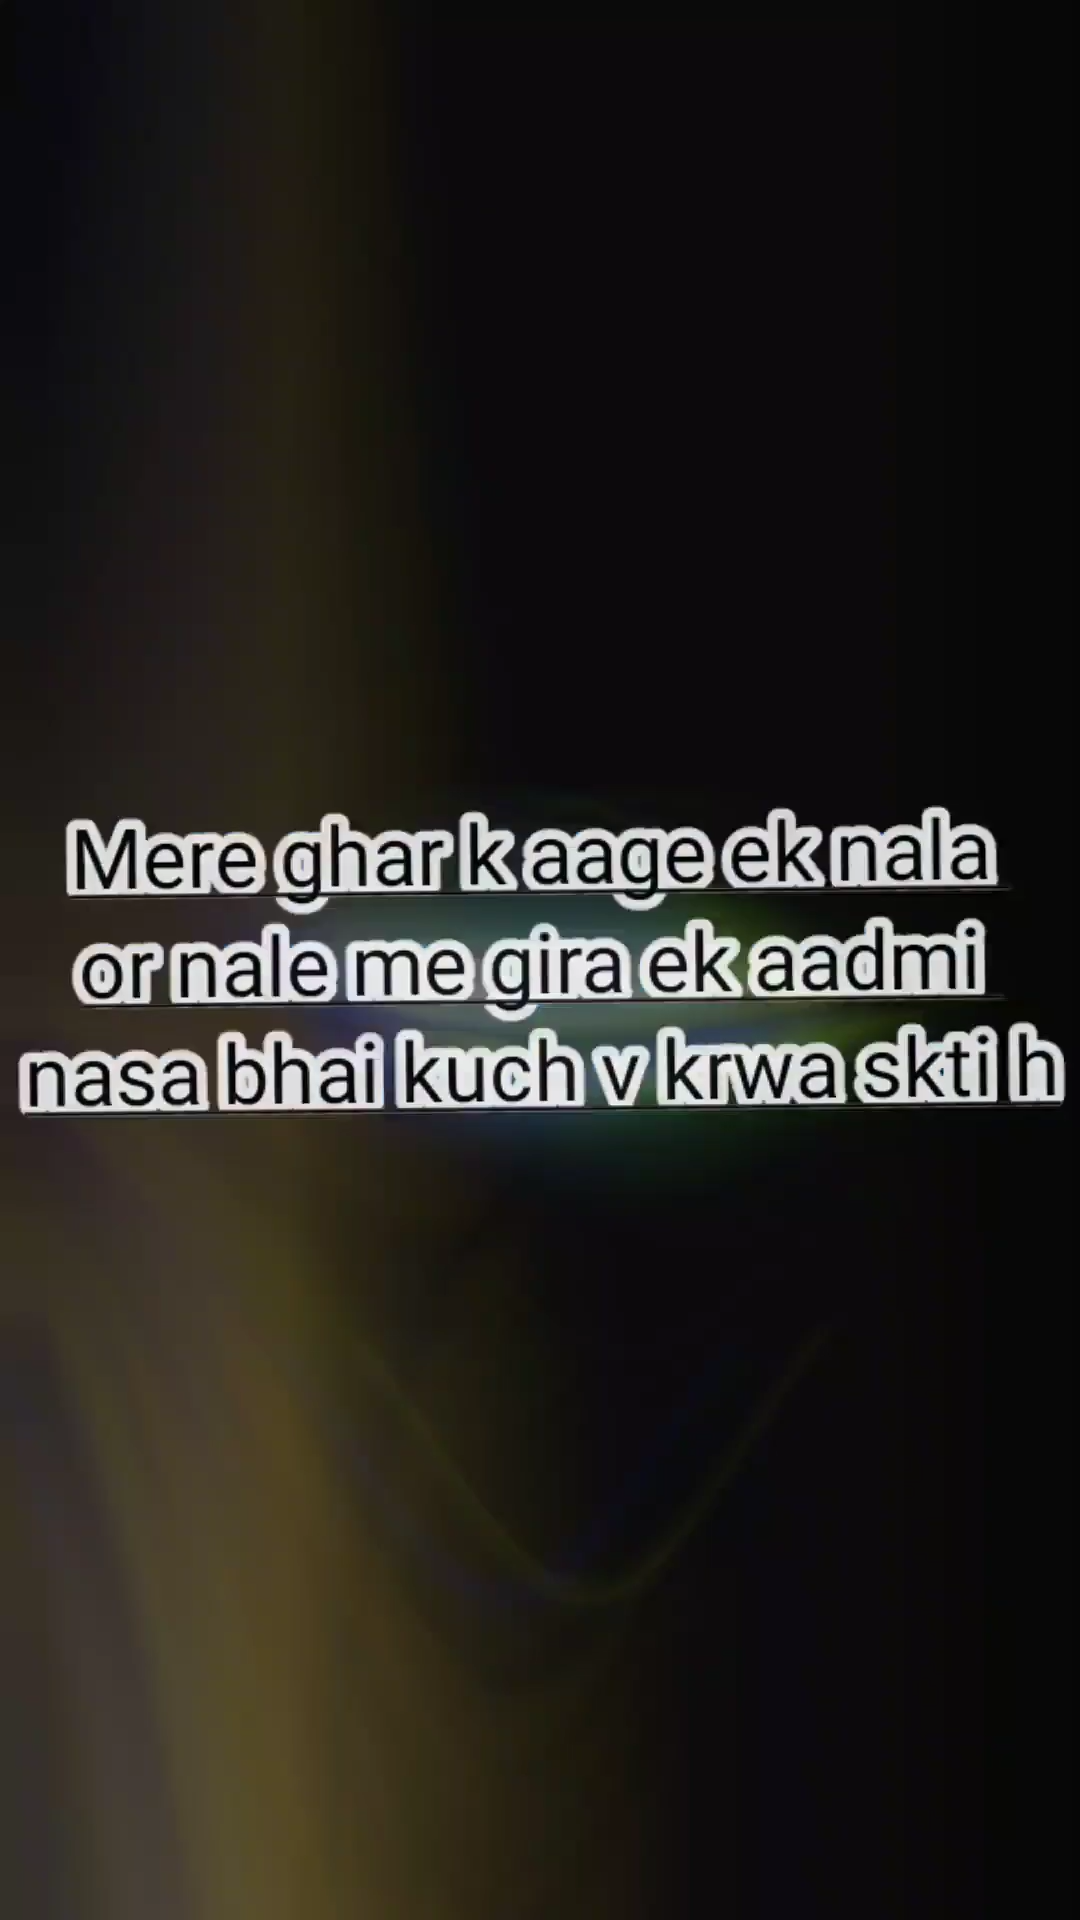 Mere ghar k aage ek nala
or nale me gira ek aadmi
nasa bhai kuch v krwa skti h